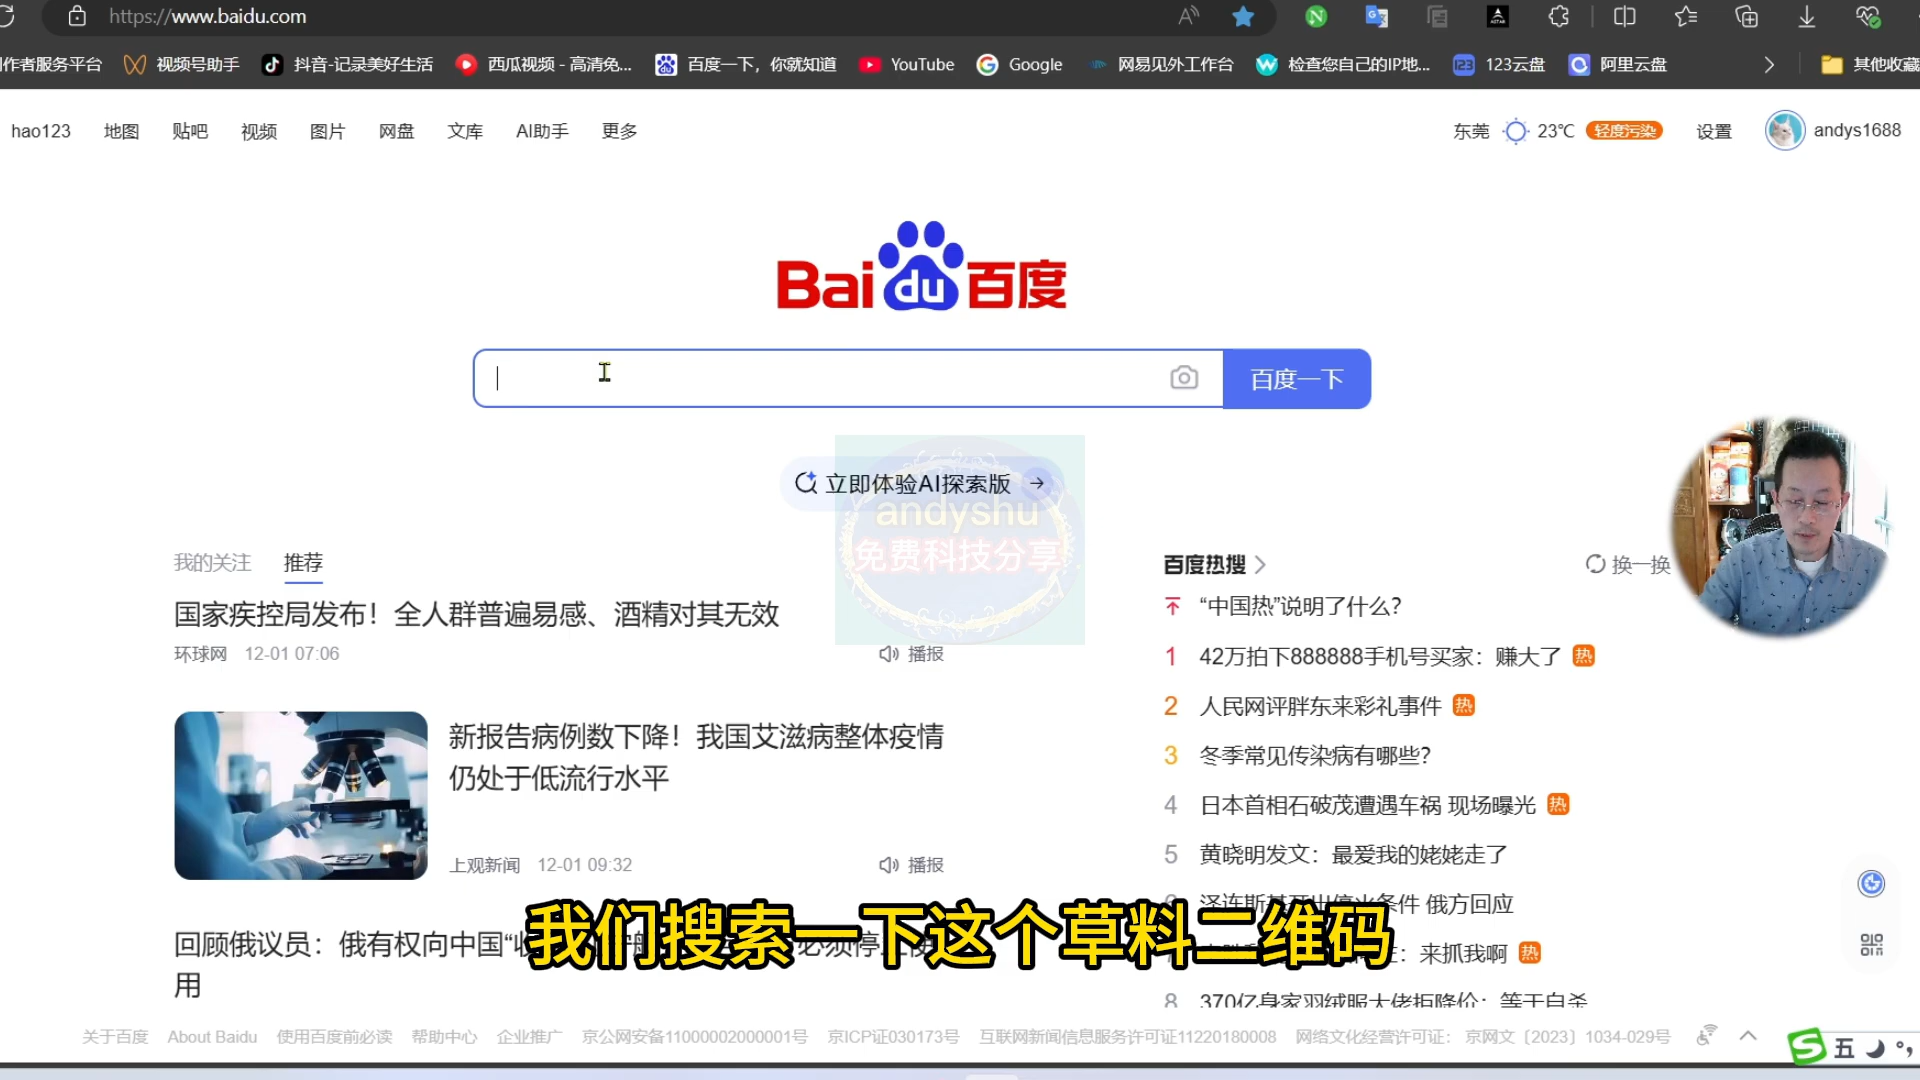 https://www.baidu.com
作者服务平台 视频号助手 抖音-记录美好生活 西瓜视频 - 高清免... 百度一下，你就知道 YouTube Google 网易见外工作台 检查您自己的IP地... 123云盘 阿里云盘 其他收藏
hao123 地图 贴吧 视频 图片 网盘 文库 AI助手 更多 东莞 23℃ 轻度污染 设置 andys1688
Bai du 百度
百度一下
立即体验AI探索版
andyshu
免费科技分享
我的关注 推荐
国家疾控局发布！全人群普遍易感、酒精对其无效
环球网 12-01 07:06 播报
新报告病例数下降！我国艾滋病整体疫情
仍处于低流行水平
上观新闻 12-01 09:32 播报
回顾俄议员：俄有权向中国“
用
百度热搜 换一换
“中国热”说明了什么？
1 42万拍下888888手机号买家：赚大了 热
2 人民网评胖东来彩礼事件 热
3 冬季常见传染病有哪些？
4 日本首相石破茂遭遇车祸 现场曝光 热
5 黄晓明发文：最爱我的姥姥走了
条件 俄方回应
：来抓我啊 热
8 370亿身家羽绒服大佬拒降价：等于自杀
我们搜索一下这个草料二维码
关于百度 About Baidu 使用百度前必读 帮助中心 企业推广 京公网安备11000002000001号 京ICP证030173号 互联网新闻信息服务许可证11220180008 网络文化经营许可证： 京网文〔2023〕1034-029号
五